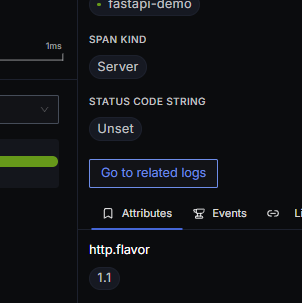 fastapi-demo
1ms
SPAN KIND
Server
STATUS CODE STRING
Unset
Go to related logs
Attributes
Events
http.flavor
1.1